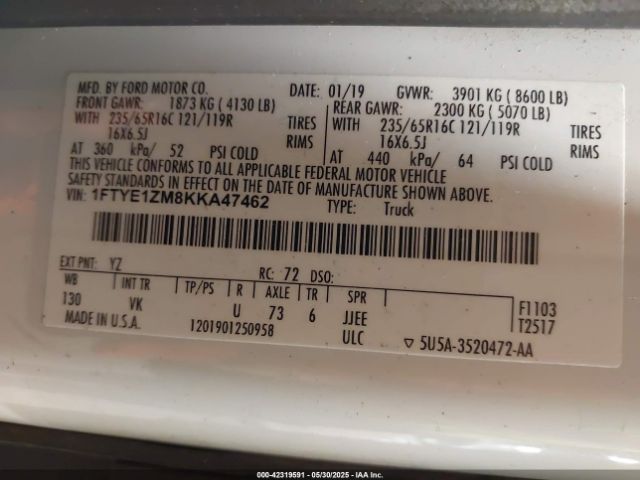 MFD. BY FORD MOTOR CO. DATE: 01/19 GVWR: 3901 KG ( 8600 LB)
FRONT GAWR: 1873 KG ( 4130 LB) REAR GAWR: 2300 KG ( 5070 LB)
WITH 235/65R16C 121/119R TIRES WITH 235/65R16C 121/119R TIRES
16X6.5J RIMS 16X6.5J RIMS
AT 360 kPa/ 52 PSI COLD AT 440 kPa/ 64 PSI COLD
THIS VEHICLE CONFORMS TO ALL APPLICABLE FEDERAL MOTOR VEHICLE
SAFETY STANDARDS IN EFFECT ON THE DATE OF MANUFACTURE SHOWN ABOVE.
VIN: 1FTYE1ZM8KKA47462 TYPE: Truck
EXT PNT: YZ RC: 72 DSO:
WB INT TR TP/PS R AXLE TR SPR F1103
130 VK U 73 6 JJEE T2517
MADE IN U.S.A. 1201901250958 ULC ▽ 5U5A-3520472-AA
000-42319591 - 05/30/2025 - IAA Inc.